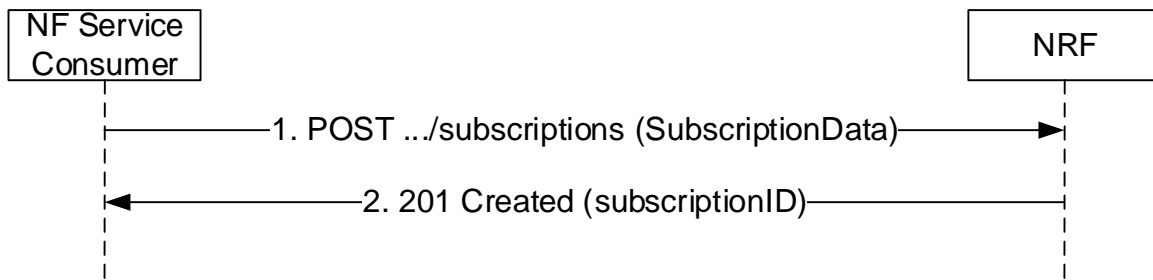 NF Service
Consumer
NRF
1. POST .../subscriptions (SubscriptionData)
2. 201 Created (subscriptionID)